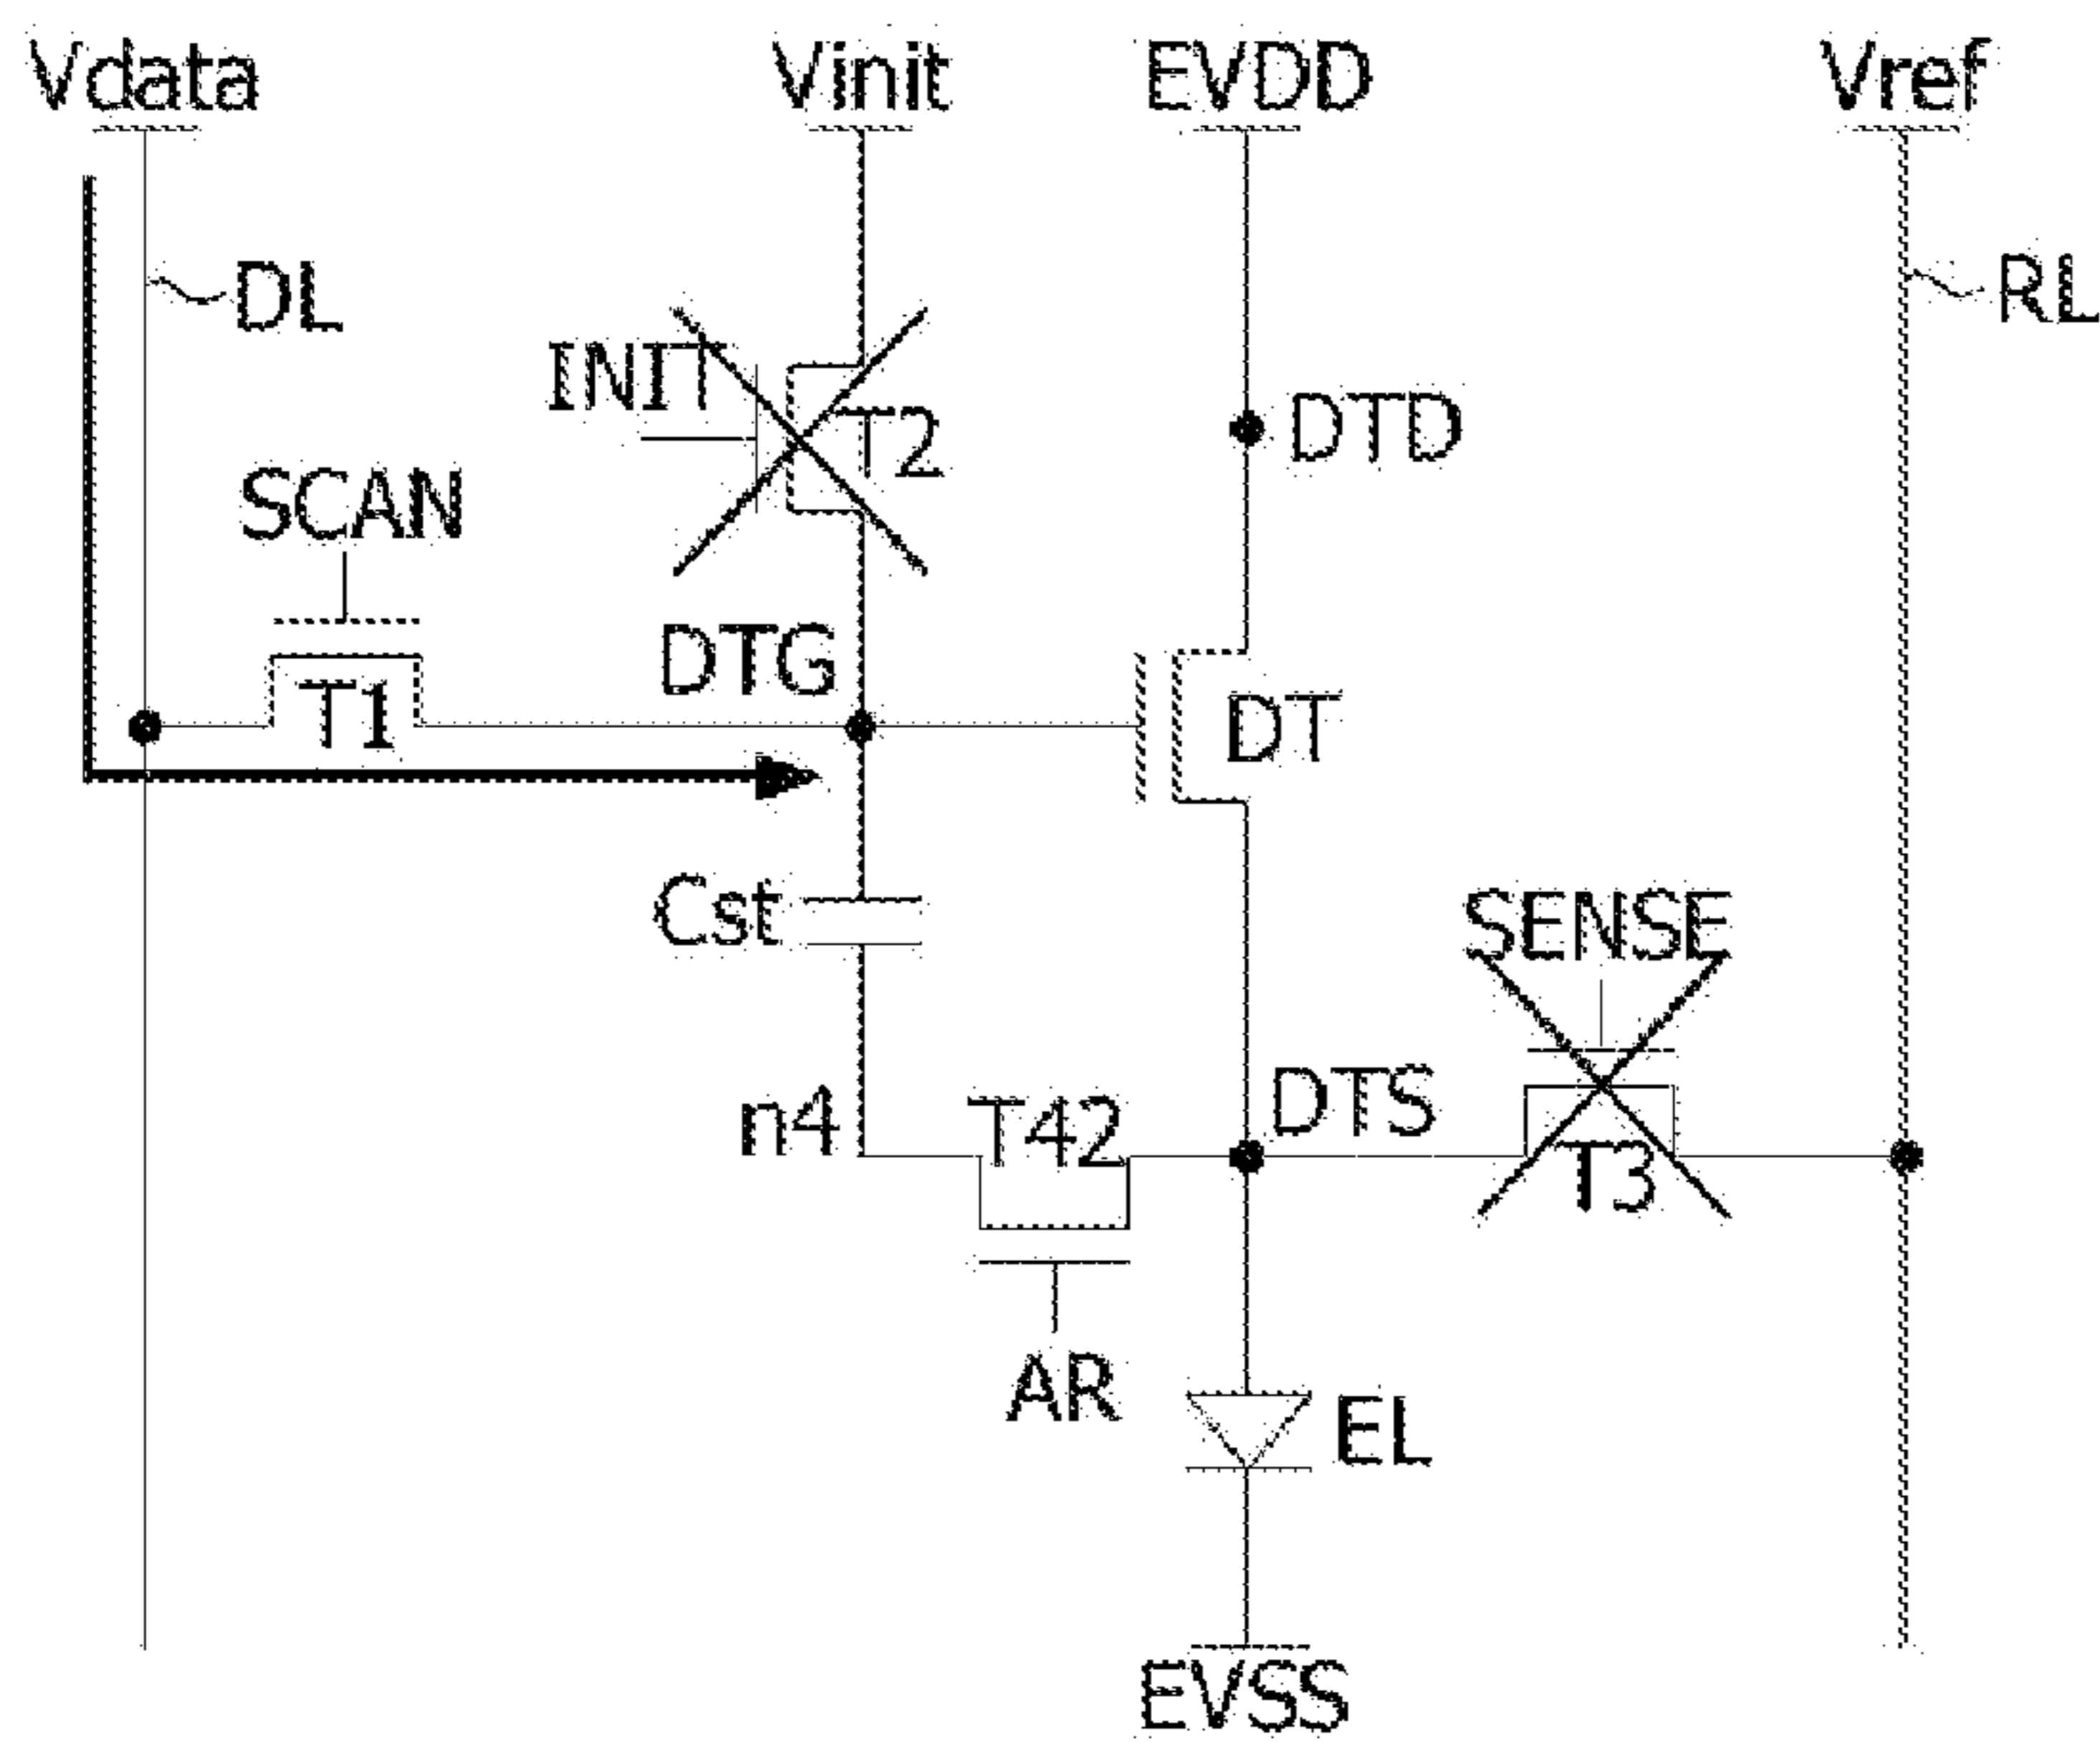 Vdata Vinit EVDD Vref
DL RL
INIT T2 DTD
SCAN
DTG
T1 DT
Cst SENSE
n4 T42 DTS
T3
AR EL
EVSS